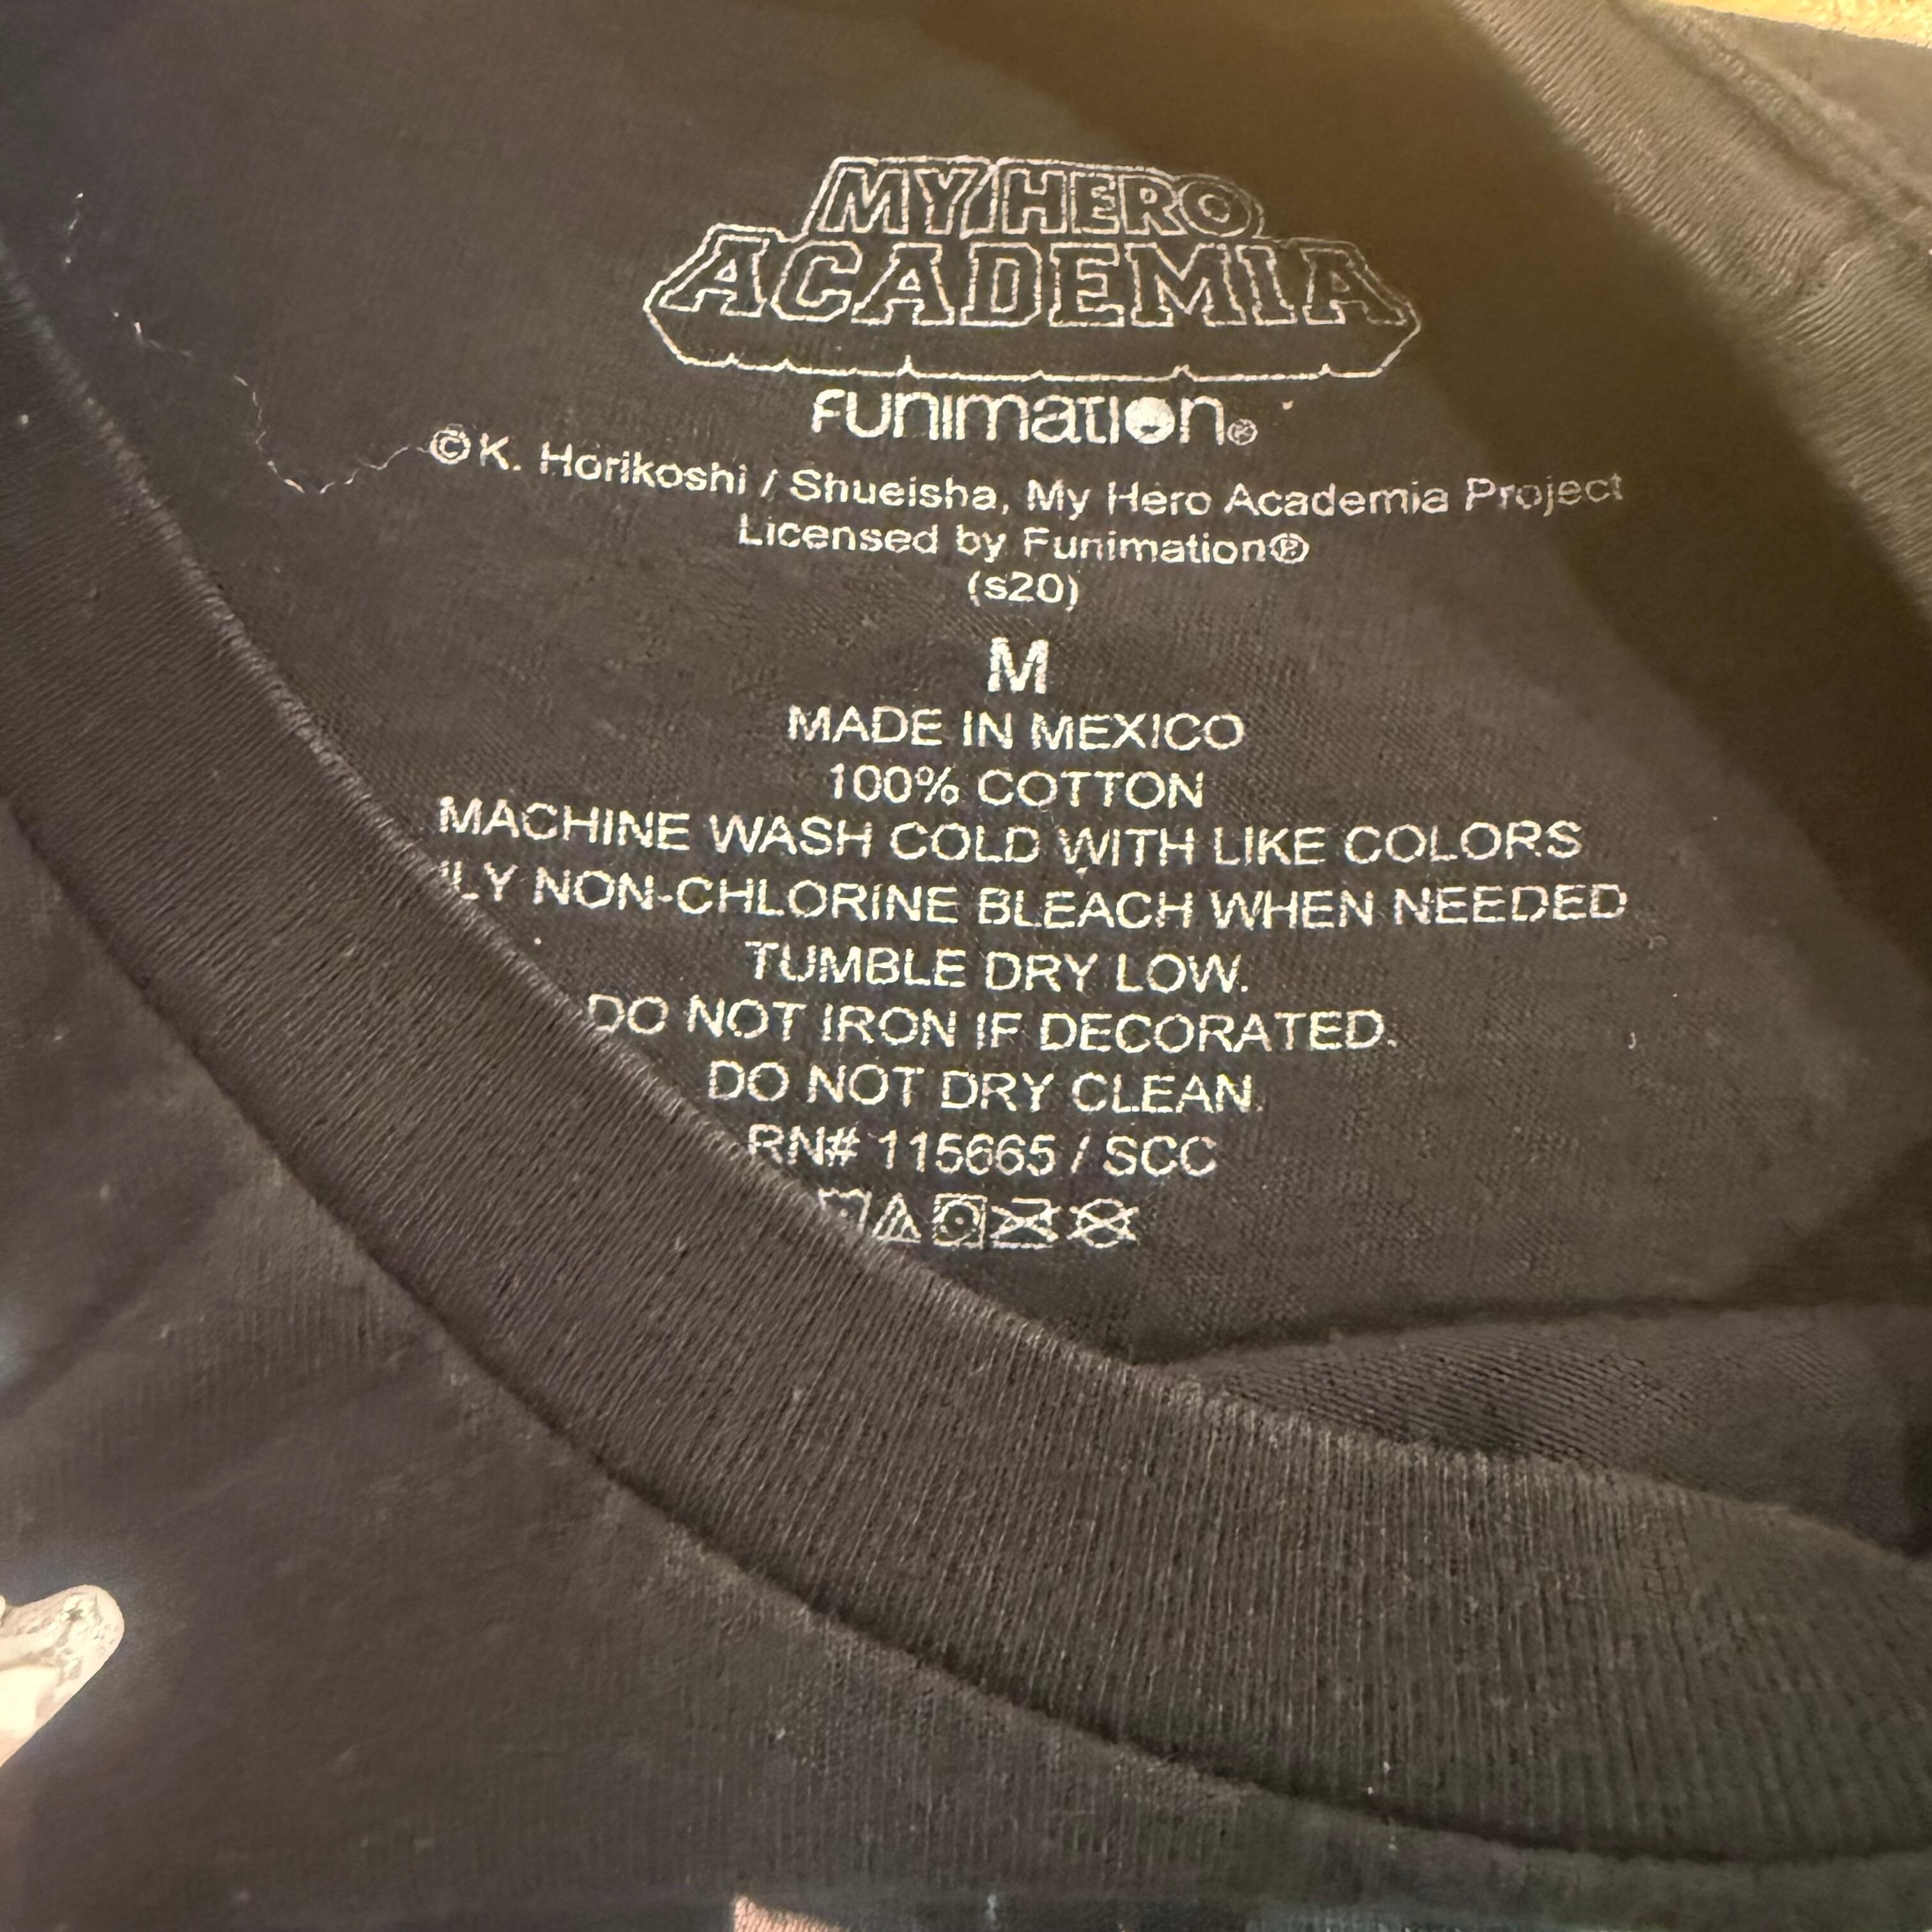 MY HERO
ACADEMIA
FUNIMATION®
©K. Horikoshi / Shueisha, My Hero Academia Project
Licensed by Funimation®
(s20)
M
MADE IN MEXICO
100% COTTON
MACHINE WASH COLD WITH LIKE COLORS
LY NON-CHLORINE BLEACH WHEN NEEDED
TUMBLE DRY LOW.
DO NOT IRON IF DECORATED.
DO NOT DRY CLEAN.
RN# 115665 / SCC